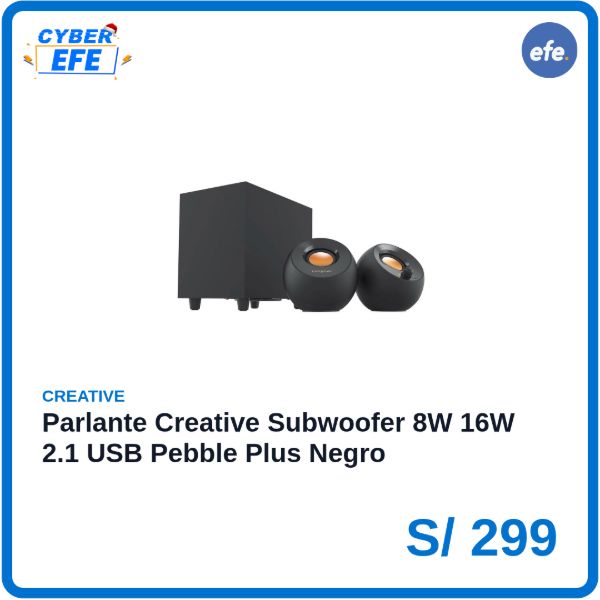 CYBER
EFE
efe.
CREATIVE
Parlante Creative Subwoofer 8W 16W
2.1 USB Pebble Plus Negro
S/ 299